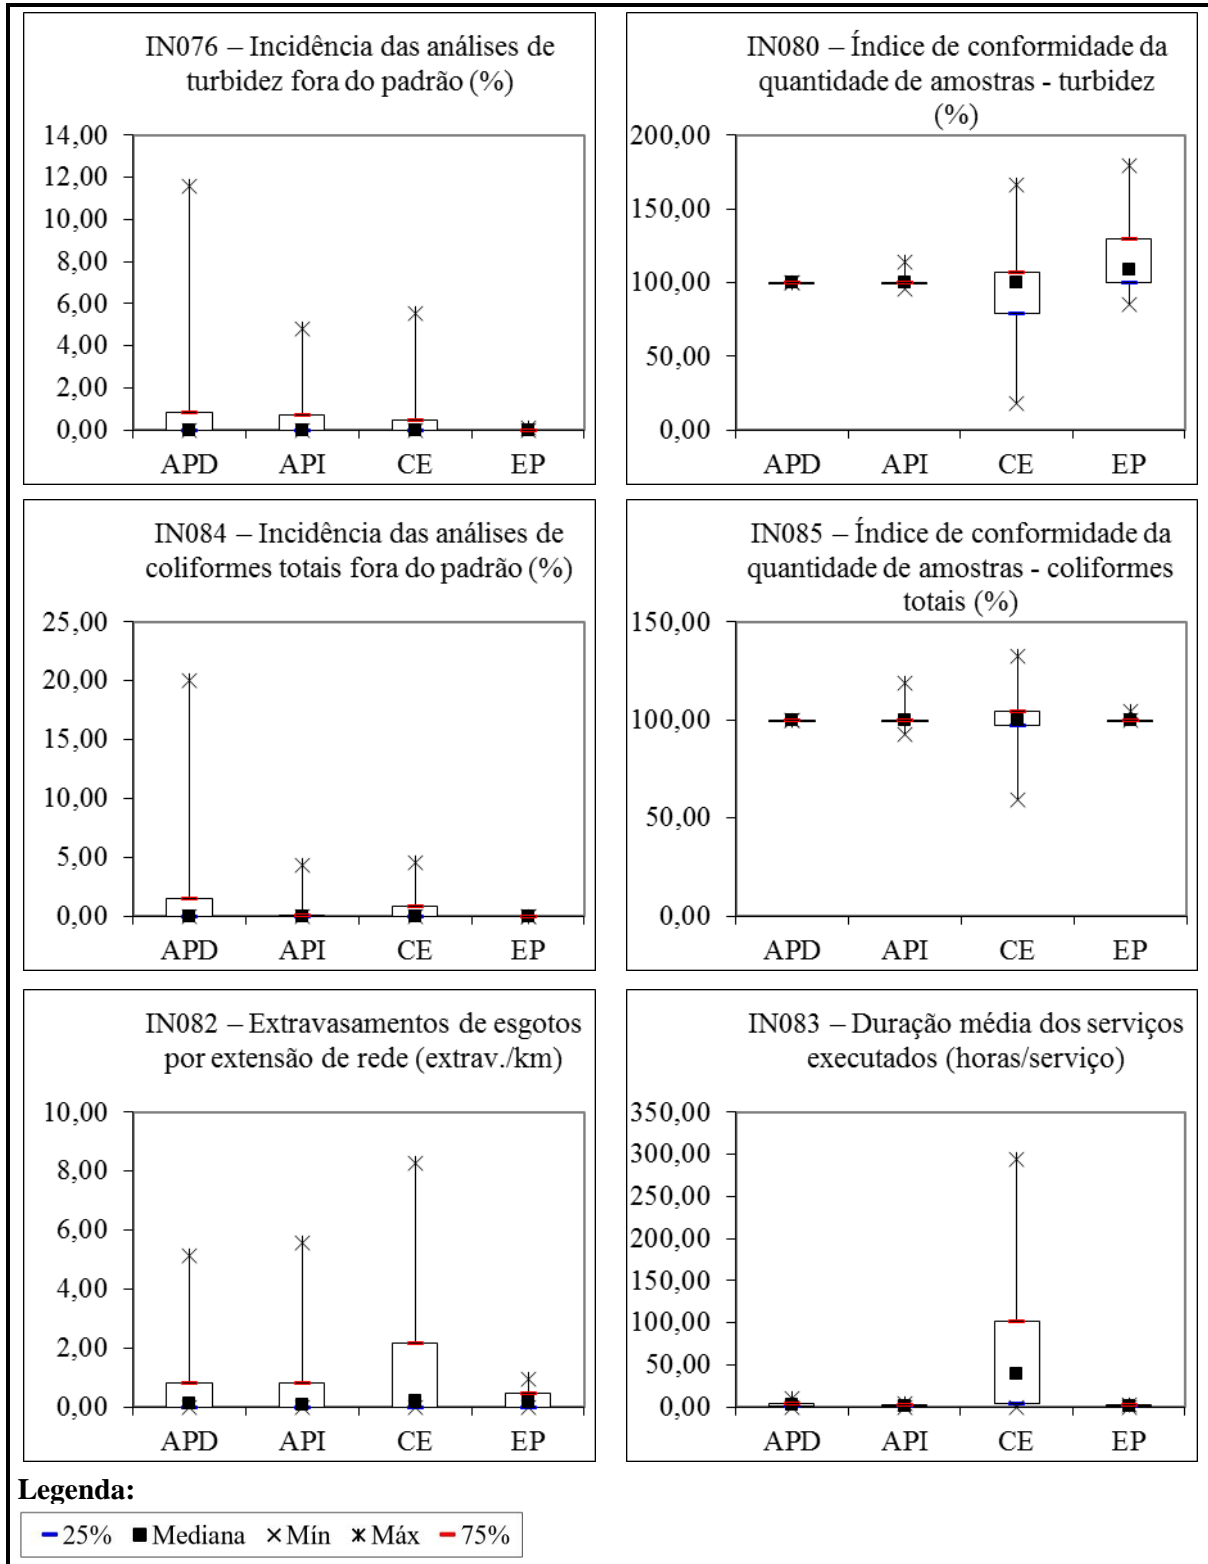 IN076 – Incidência das análises de
turbidez fora do padrão (%)
14,00
12,00
10,00
8,00
6,00
4,00
2,00
0,00
APD API CE EP
IN080 – Índice de conformidade da
quantidade de amostras - turbidez
(%)
200,00
150,00
100,00
50,00
0,00
APD API CE EP
IN084 – Incidência das análises de
coliformes totais fora do padrão (%)
25,00
20,00
15,00
10,00
5,00
0,00
APD API CE EP
IN085 – Índice de conformidade da
quantidade de amostras - coliformes
totais (%)
150,00
100,00
50,00
0,00
APD API CE EP
IN082 – Extravasamentos de esgotos
por extensão de rede (extrav./km)
10,00
8,00
6,00
4,00
2,00
0,00
APD API CE EP
IN083 – Duração média dos serviços
executados (horas/serviço)
350,00
300,00
250,00
200,00
150,00
100,00
50,00
0,00
APD API CE EP
Legenda:
25% Mediana Mín Máx 75%